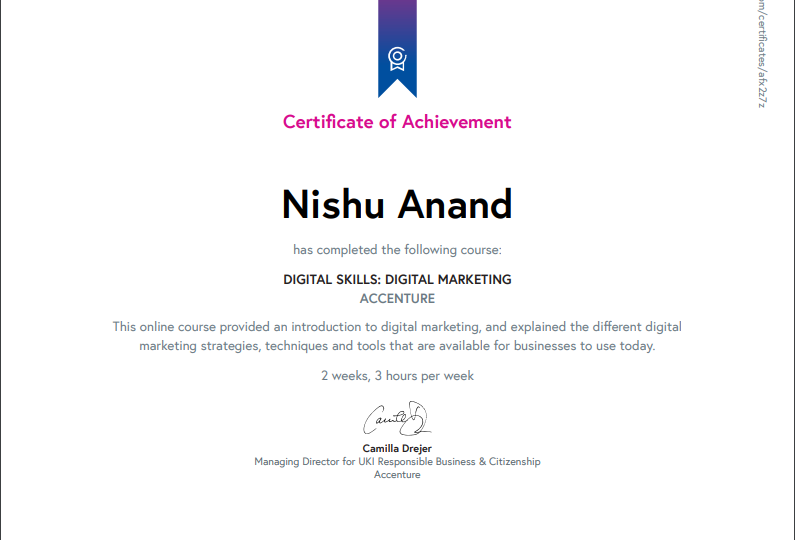 om/certificates/afx2z7z
Certificate of Achievement
Nishu Anand
has completed the following course:
DIGITAL SKILLS: DIGITAL MARKETING
ACCENTURE
This online course provided an introduction to digital marketing, and explained the different digital
marketing strategies, techniques and tools that are available for businesses to use today.
2 weeks, 3 hours per week
Camilla Drejer
Managing Director for UKI Responsible Business & Citizenship
Accenture